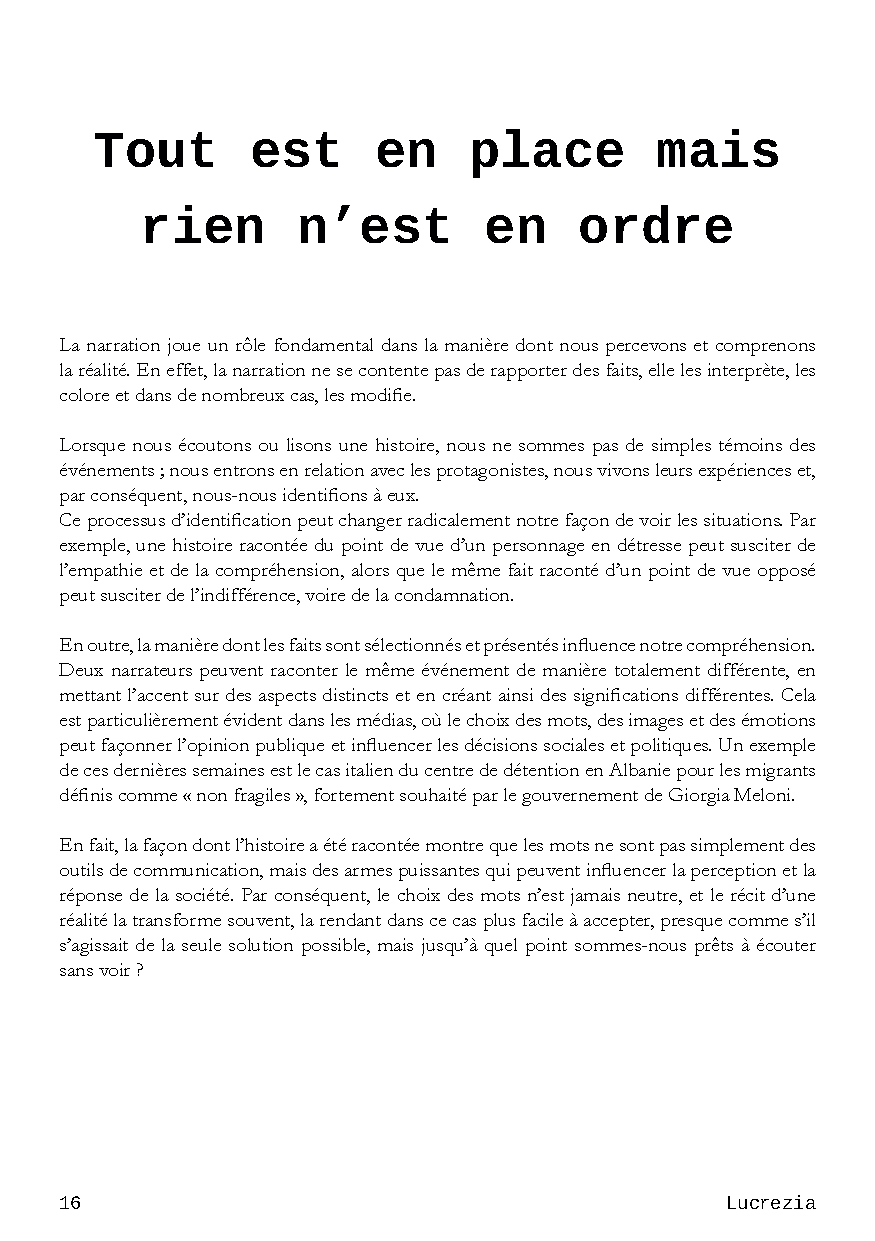 Tout est en place mais
rien n’est en ordre
La narration joue un rôle fondamental dans la manière dont nous percevons et comprenons
la réalité. En effet, la narration ne se contente pas de rapporter des faits, elle les interprète, les
colore et dans de nombreux cas, les modifie.
Lorsque nous écoutons ou lisons une histoire, nous ne sommes pas de simples témoins des
événements ; nous entrons en relation avec les protagonistes, nous vivons leurs expériences et,
par conséquent, nous-nous identifions à eux.
Ce processus d’identification peut changer radicalement notre façon de voir les situations. Par
exemple, une histoire racontée du point de vue d’un personnage en détresse peut susciter de
l’empathie et de la compréhension, alors que le même fait raconté d’un point de vue opposé
peut susciter de l’indifférence, voire de la condamnation.
En outre, la manière dont les faits sont sélectionnés et présentés influence notre compréhension.
Deux narrateurs peuvent raconter le même événement de manière totalement différente, en
mettant l’accent sur des aspects distincts et en créant ainsi des significations différentes. Cela
est particulièrement évident dans les médias, où le choix des mots, des images et des émotions
peut façonner l’opinion publique et influencer les décisions sociales et politiques. Un exemple
de ces dernières semaines est le cas italien du centre de détention en Albanie pour les migrants
définis comme « non fragiles », fortement souhaité par le gouvernement de Giorgia Meloni.
En fait, la façon dont l’histoire a été racontée montre que les mots ne sont pas simplement des
outils de communication, mais des armes puissantes qui peuvent influencer la perception et la
réponse de la société. Par conséquent, le choix des mots n’est jamais neutre, et le récit d’une
réalité la transforme souvent, la rendant dans ce cas plus facile à accepter, presque comme s’il
s’agissait de la seule solution possible, mais jusqu’à quel point sommes-nous prêts à écouter
sans voir ?
16
Lucrezia